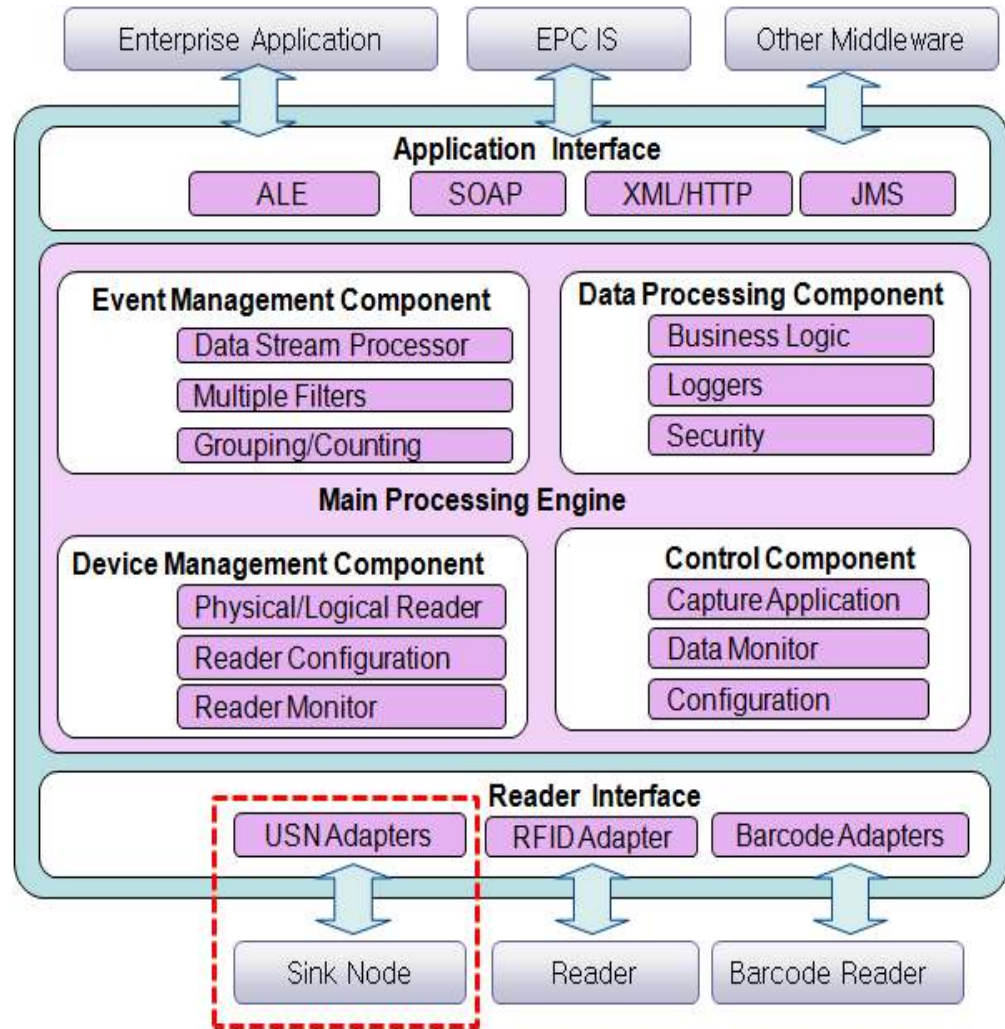 Enterprise Application
EPC IS
Other Middleware
Application Interface
ALE
SOAP
XML/HTTP
JMS
Event Management Component
Data Stream Processor
Multiple Filters
Grouping/Counting
Data Processing Component
Business Logic
Loggers
Security
Main Processing Engine
Device Management Component
Physical/Logical Reader
Reader Configuration
Reader Monitor
Control Component
Capture Application
Data Monitor
Configuration
Reader Interface
USN Adapters
RFID Adapter
Barcode Adapters
Sink Node
Reader
Barcode Reader